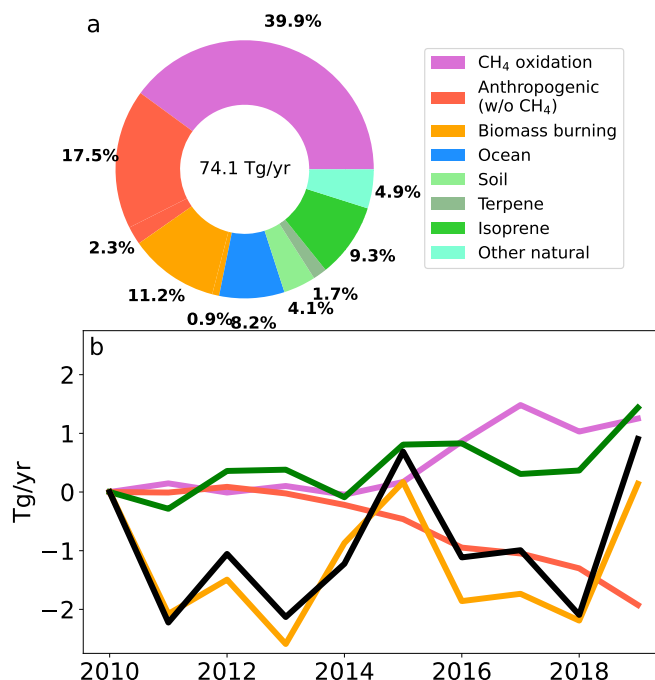 a
39.9%
17.5%
2.3%
11.2%
0.9%
8.2%
4.1%
1.7%
9.3%
4.9%
74.1 Tg/yr
CH₄ oxidation
Anthropogenic
(w/o CH₄)
Biomass burning
Ocean
Soil
Terpene
Isoprene
Other natural
b
Tg/yr
2
1
0
−1
−2
2010 2012 2014 2016 2018